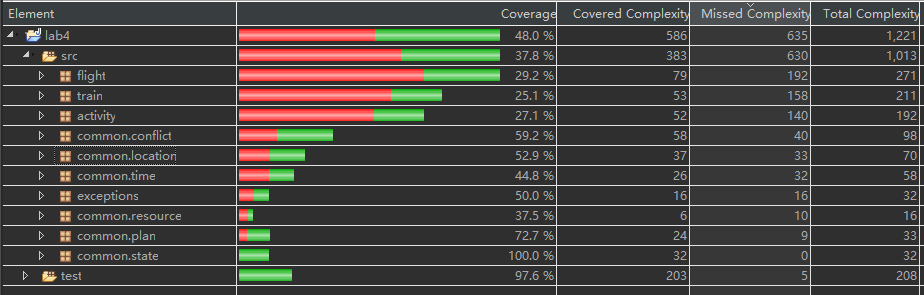 Element Coverage Covered Complexity Missed Complexity Total Complexity
lab4 48.0 % 586 635 1,221
src 37.8 % 383 630 1,013
flight 29.2 % 79 192 271
train 25.1 % 53 158 211
activity 27.1 % 52 140 192
common.conflict 59.2 % 58 40 98
common.location 52.9 % 37 33 70
common.time 44.8 % 26 32 58
exceptions 50.0 % 16 16 32
common.resource 37.5 % 6 10 16
common.plan 72.7 % 24 9 33
common.state 100.0 % 32 0 32
test 97.6 % 203 5 208